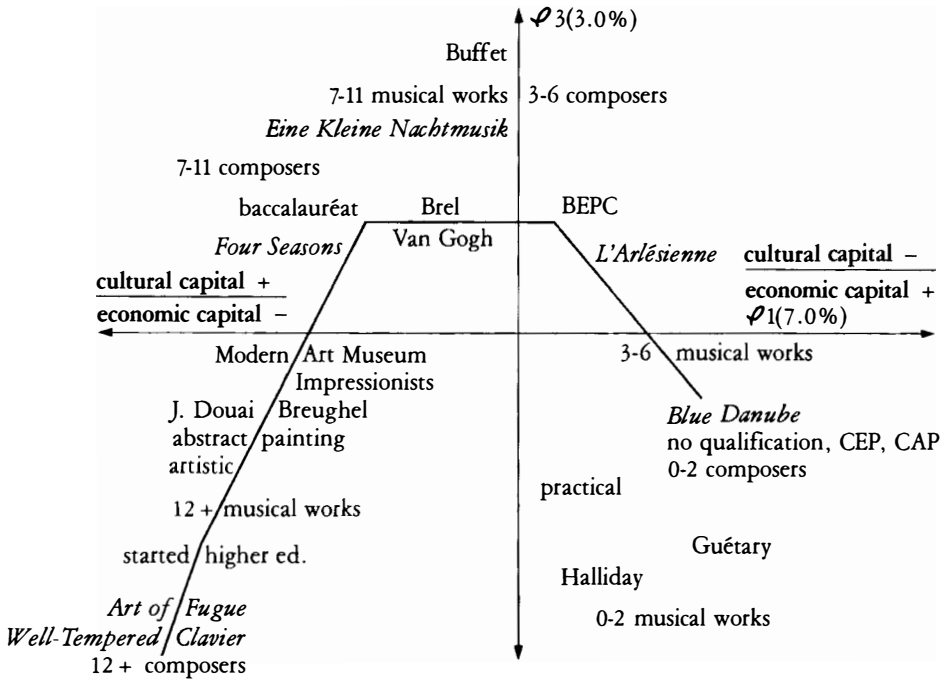 φ 3(3.0%)
Buffet
7-11 musical works 3-6 composers
Eine Kleine Nachtmusik
7-11 composers
baccalauréat Brel BEPC
Four Seasons Van Gogh L'Arlésienne cultural capital –
cultural capital + economic capital +
economic capital – φ1(7.0%)
Modern Art Museum 3-6 musical works
Impressionists
J. Douai Breughel Blue Danube
abstract painting no qualification, CEP, CAP
artistic 0-2 composers
practical
12 + musical works
started higher ed. Guétary
Halliday
Art of Fugue 0-2 musical works
Well-Tempered Clavier
12 + composers